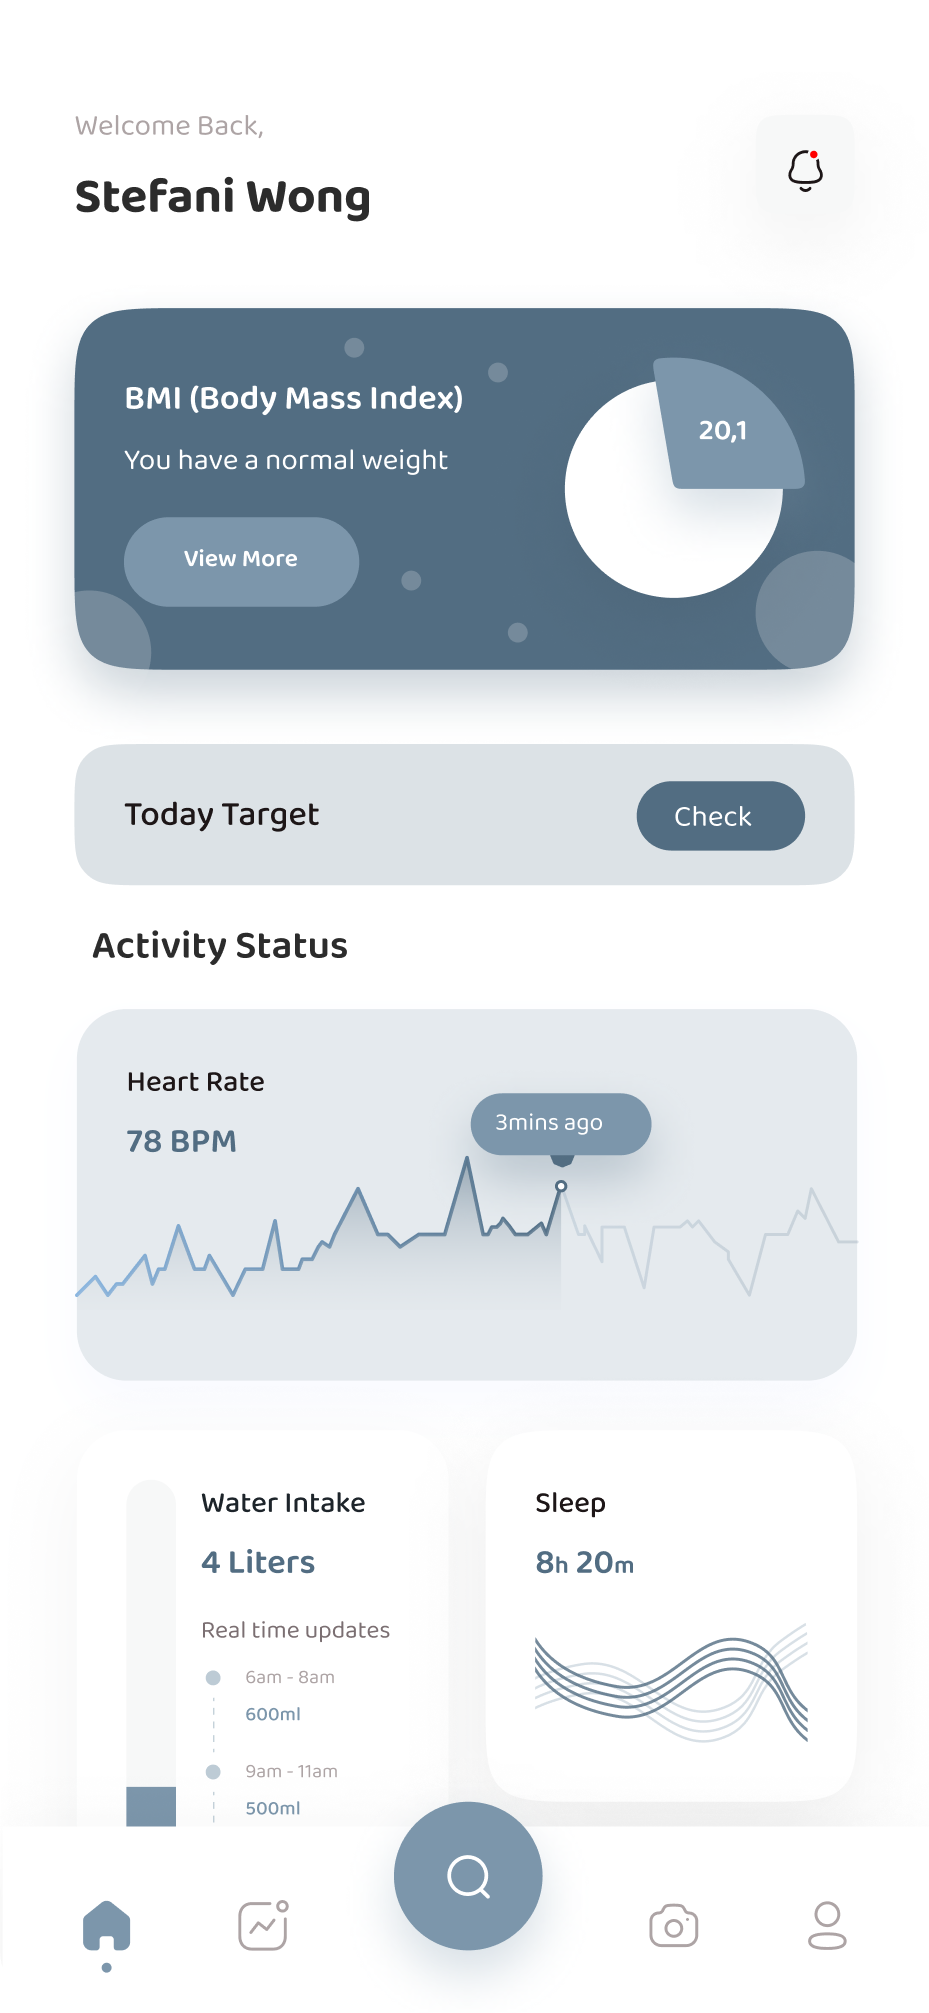 Welcome Back,
Stefani Wong
BMI (Body Mass Index)
You have a normal weight
View More
20,1
Today Target
Check
Activity Status
Heart Rate
78 BPM
3mins ago
Water Intake
4 Liters
Real time updates
6am - 8am
600ml
9am - 11am
500ml
Sleep
8h 20m